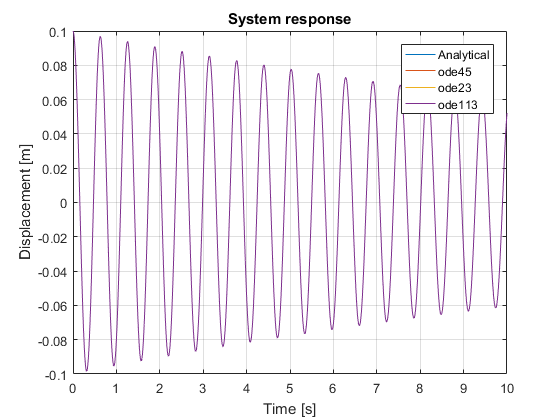 System response
Displacement [m]
0.1
0.08
0.06
0.04
0.02
0
-0.02
-0.04
-0.06
-0.08
-0.1
Analytical
ode45
ode23
ode113
0 1 2 3 4 5 6 7 8 9 10
Time [s]